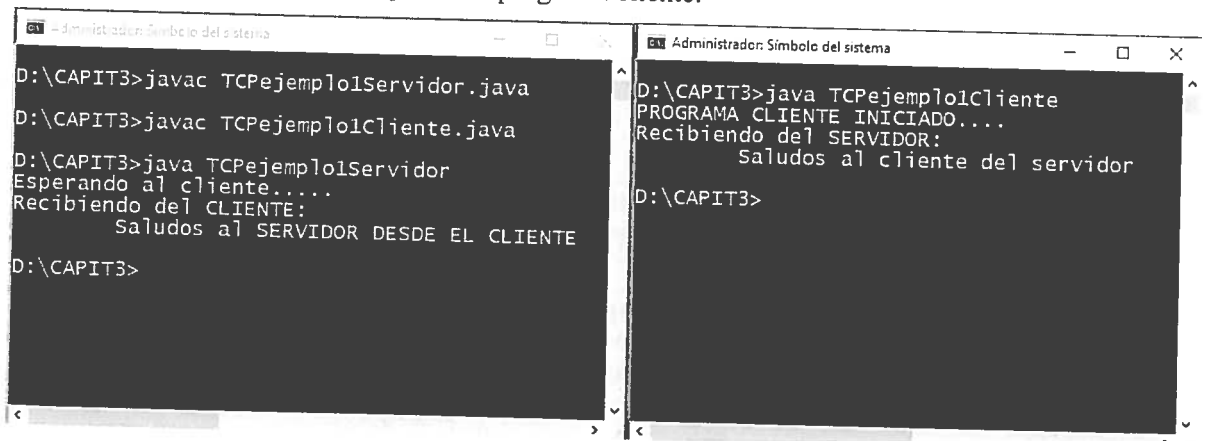 Administrador: Símbolo del sistema
D:\CAPIT3>javac TCPejemplo1Servidor.java
D:\CAPIT3>javac TCPejemplo1Cliente.java
D:\CAPIT3>java TCPejemplo1Servidor
Esperando al cliente.....
Recibiendo del CLIENTE:
Saludos al SERVIDOR DESDE EL CLIENTE
D:\CAPIT3>
Administrador: Símbolo del sistema
D:\CAPIT3>java TCPejemplo1Cliente
PROGRAMA CLIENTE INICIADO....
Recibiendo del SERVIDOR:
Saludos al cliente del servidor
D:\CAPIT3>